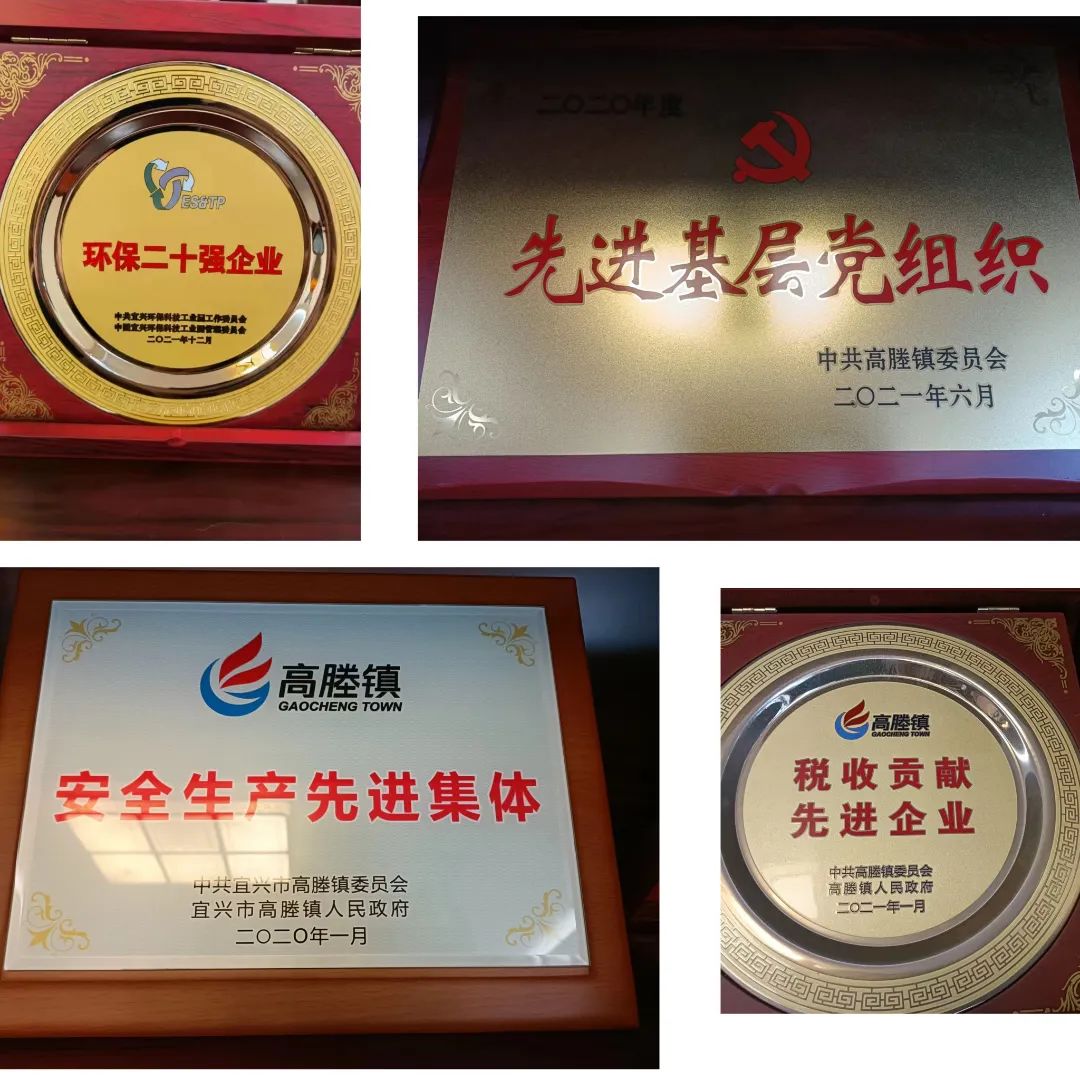 ES&TP
环保二十强企业
中共宜兴环保科技工业园工作委员会
中国宜兴环保科技工业园管理委员会
二〇二一年十二月
二〇二〇年度
先进基层党组织
中共高塍镇委员会
二〇二一年六月
高塍镇
GAOCHENG TOWN
安全生产先进集体
中共宜兴市高塍镇委员会
宜兴市高塍镇人民政府
二〇二〇年一月
高塍镇
GAOCHENG TOWN
税收贡献
先进企业
中共高塍镇委员会
高塍镇人民政府
二〇二一年一月